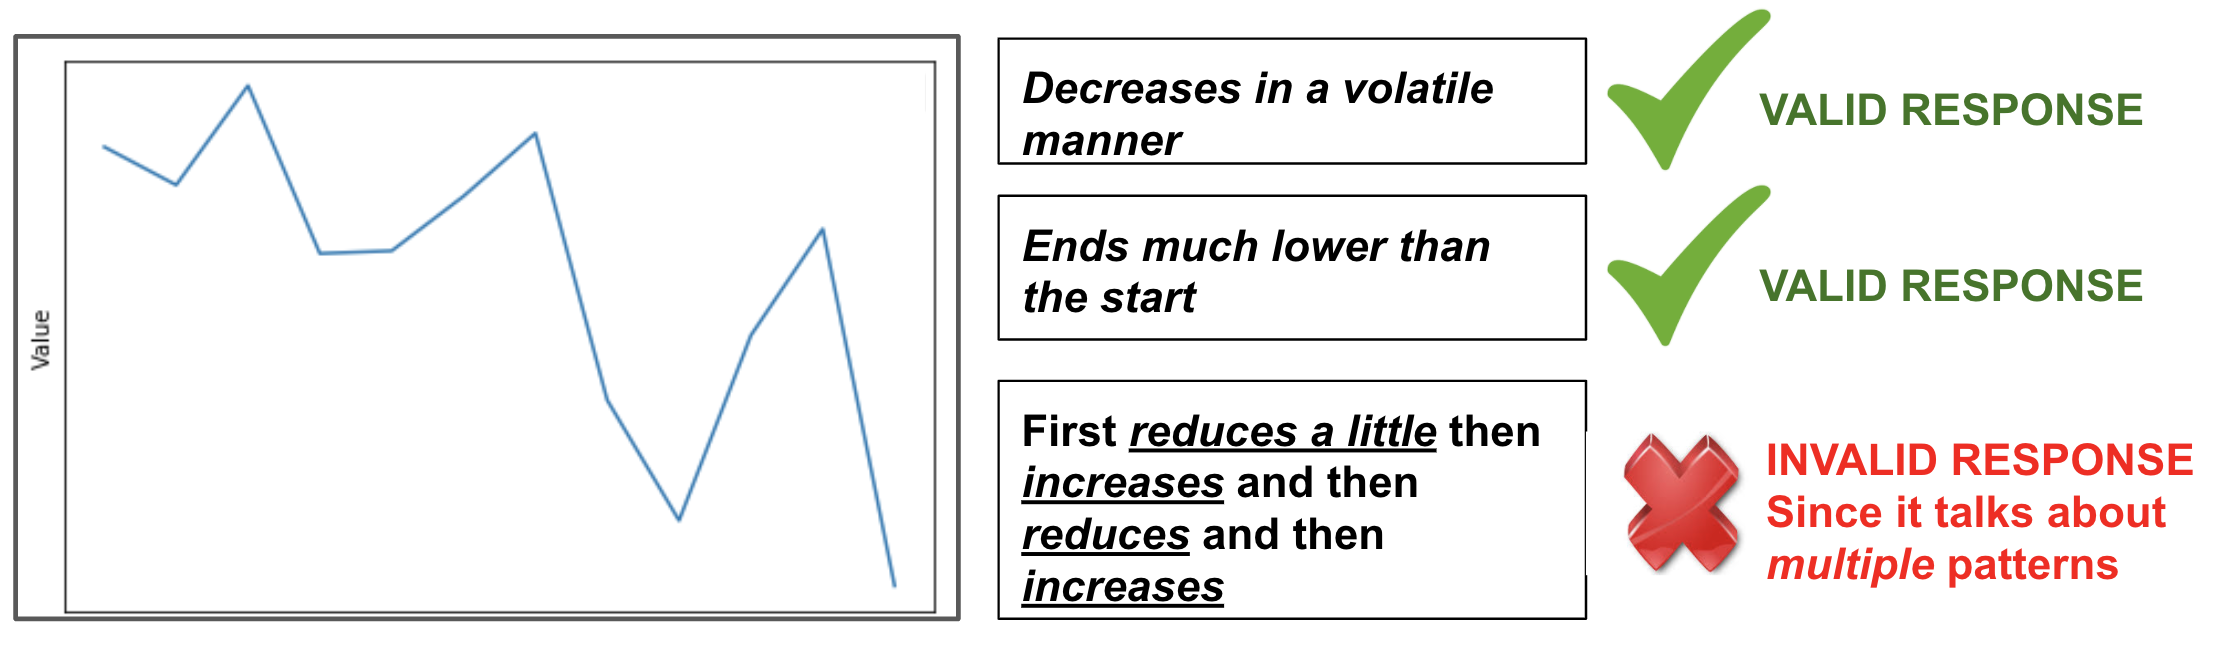 Value
Decreases in a volatile
manner
VALID RESPONSE
Ends much lower than
the start
VALID RESPONSE
First reduces a little then
increases and then
reduces and then
increases
INVALID RESPONSE
Since it talks about
multiple patterns